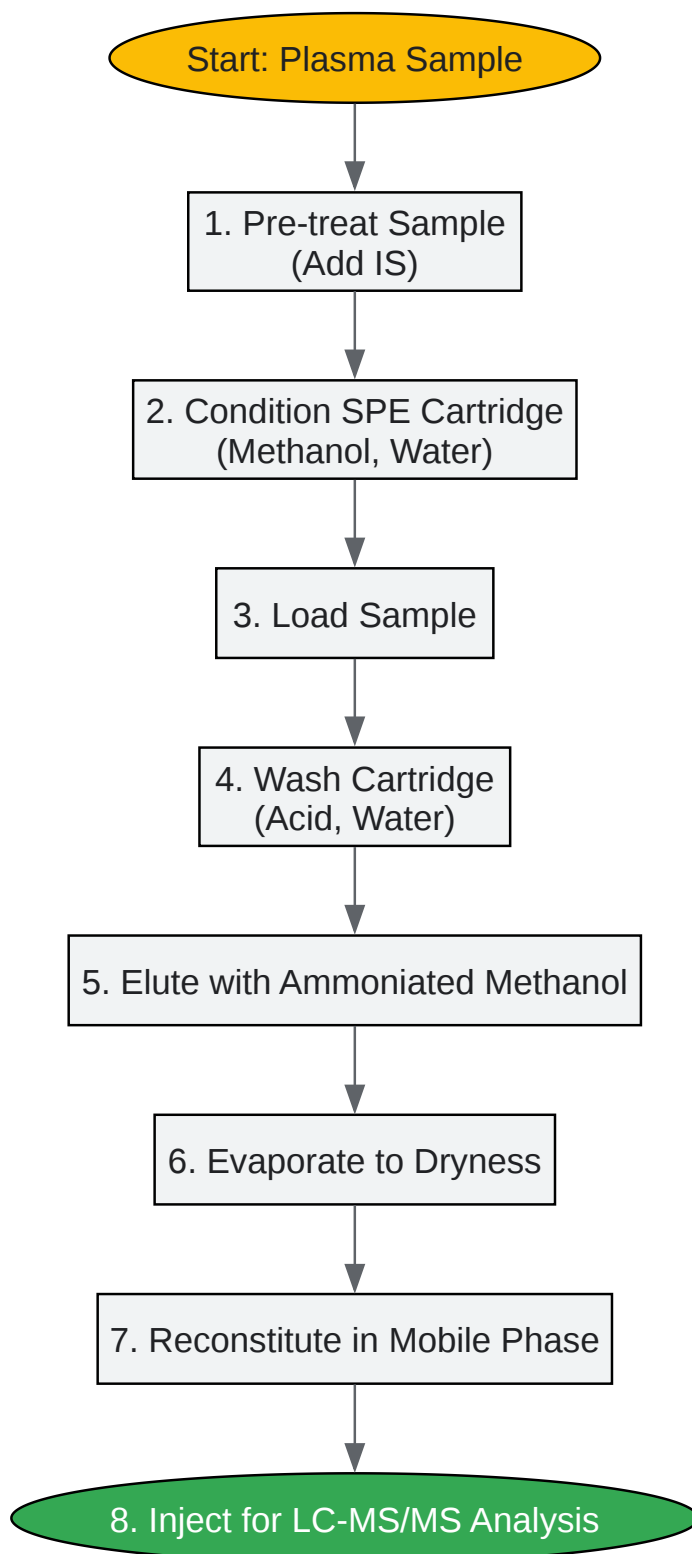 Start: Plasma Sample
1. Pre-treat Sample
(Add IS)
2. Condition SPE Cartridge
(Methanol, Water)
3. Load Sample
4. Wash Cartridge
(Acid, Water)
5. Elute with Ammoniated Methanol
6. Evaporate to Dryness
7. Reconstitute in Mobile Phase
8. Inject for LC-MS/MS Analysis